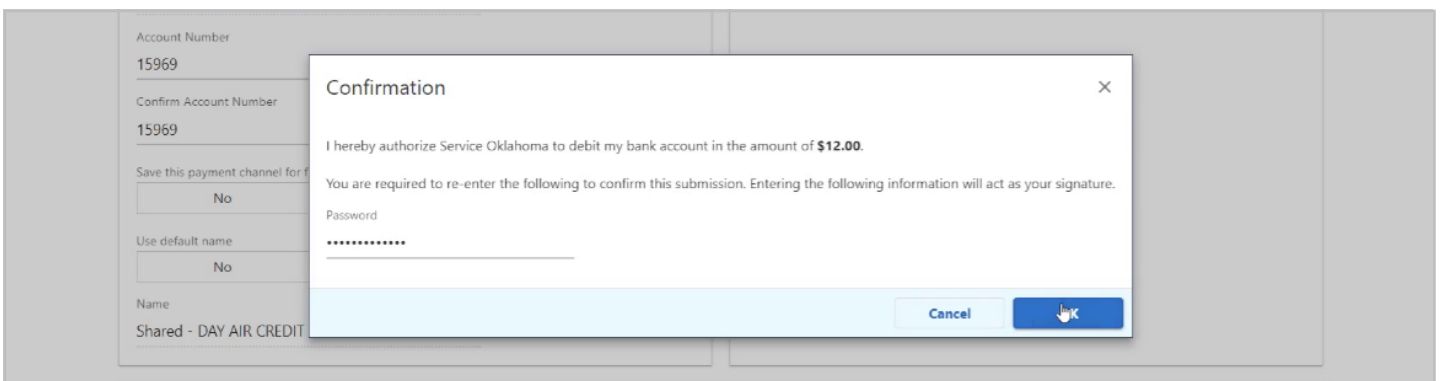 Account Number
15969
Confirm Account Number
15969
Save this payment channel for f
No
Use default name
No
Name
Shared - DAY AIR CREDIT
Confirmation
I hereby authorize Service Oklahoma to debit my bank account in the amount of $12.00.
You are required to re-enter the following to confirm this submission. Entering the following information will act as your signature.
Password
•••••••••••••
Cancel